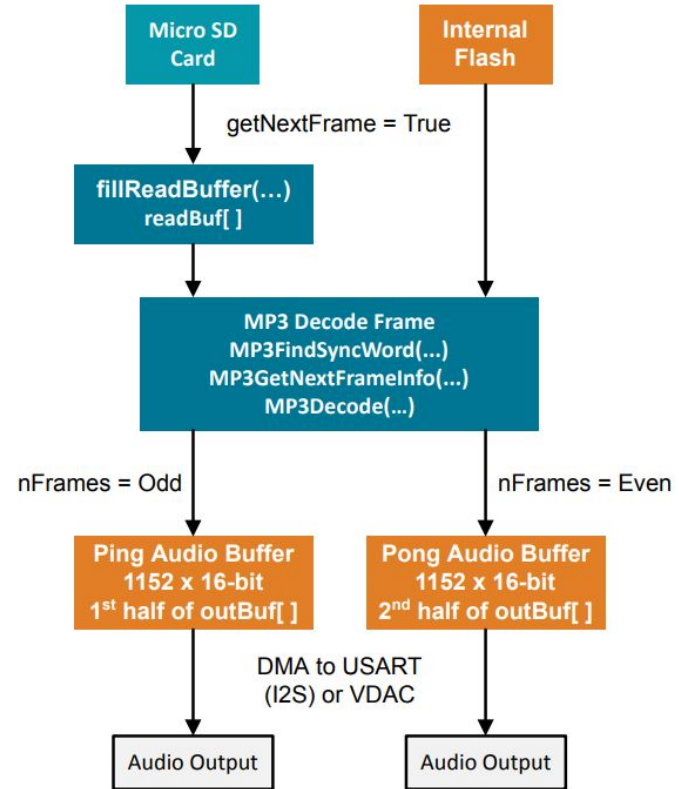 Micro SD
Card
Internal
Flash
getNextFrame = True
fillReadBuffer(…)
readBuf[ ]
MP3 Decode Frame
MP3FindSyncWord(...)
MP3GetNextFrameInfo(...)
MP3Decode(…)
nFrames = Odd
nFrames = Even
Ping Audio Buffer
1152 x 16-bit
1st half of outBuf[ ]
Pong Audio Buffer
1152 x 16-bit
2nd half of outBuf[ ]
DMA to USART
(I2S) or VDAC
Audio Output
Audio Output